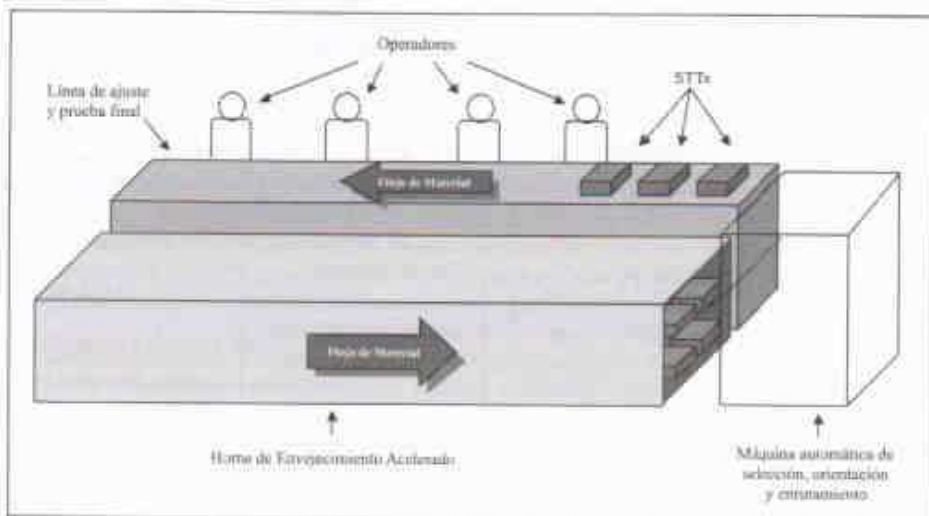 Operadores
STTs
Línea de ajuste
y prueba final
Flujo de Material
Flujo de Material
Horno de Envejecimiento Acelerado
Máquina automática de
selección, orientación
y enrutamiento